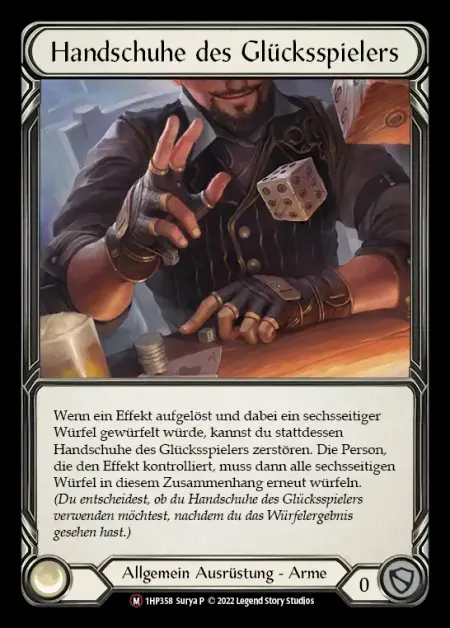 Handschuhe des Glücksspielers
Wenn ein Effekt aufgelöst und dabei ein sechsseitiger
Würfel gewürfelt würde, kannst du stattdessen
Handschuhe des Glücksspielers zerstören. Die Person,
die den Effekt kontrolliert, muss dann alle sechsseitigen
Würfel in diesem Zusammenhang erneut würfeln.
(Du entscheidest, ob du Handschuhe des Glücksspielers
verwenden möchtest, nachdem du das Würfelergebnis
gesehen hast.)
Allgemein Ausrüstung - Arme
0
M 1HP358 Surya P © 2022 Legend Story Studios